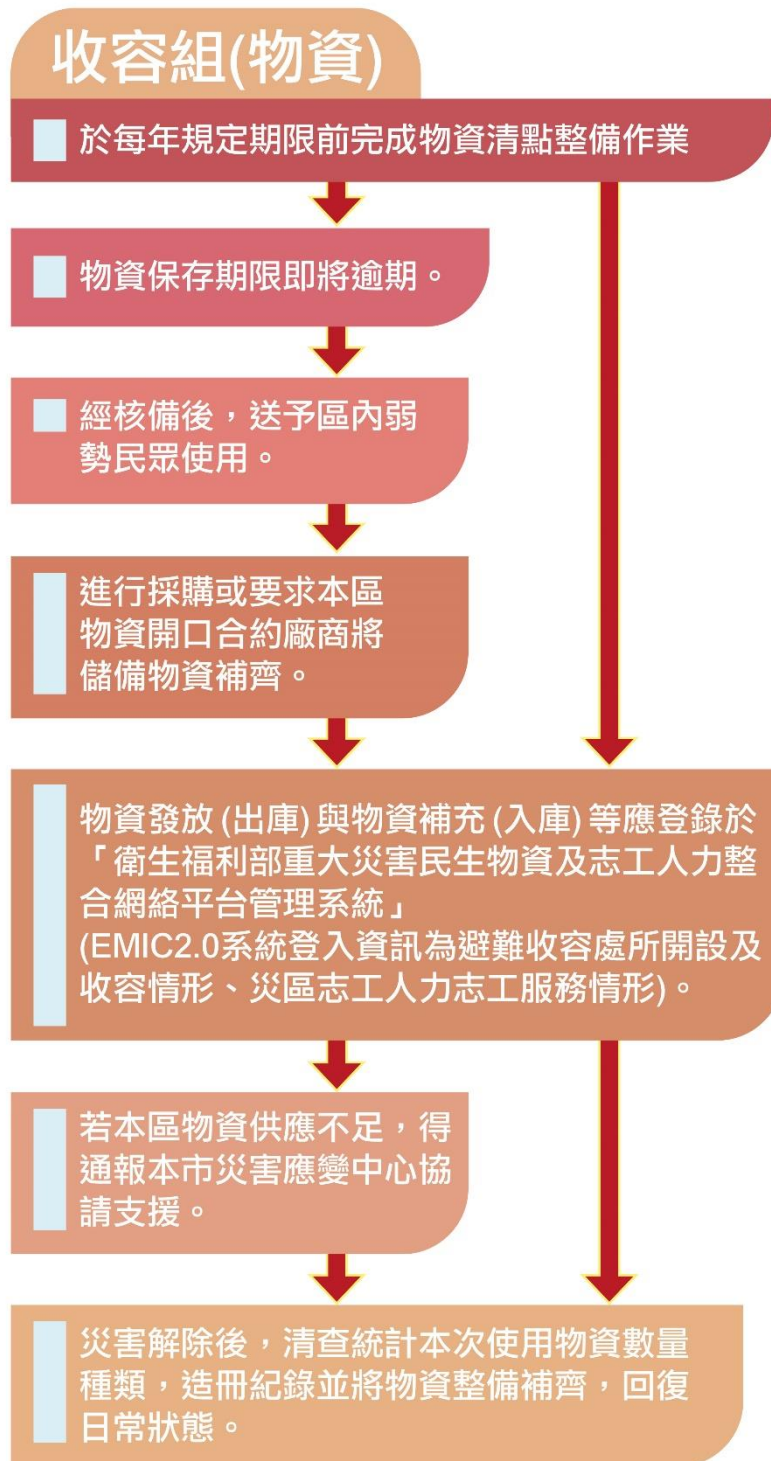 收容組(物資)
於每年規定期限前完成物資清點整備作業
物資保存期限即將逾期。
經核備後，送予區內弱
勢民眾使用。
進行採購或要求本區
物資開口合約廠商將
儲備物資補齊。
物資發放(出庫)與物資補充(入庫)等應登錄於
「衛生福利部重大災害民生物資及志工人力整
合網絡平台管理系統」
(EMIC2.0系統登入資訊為避難收容處所開設及
收容情形、災區志工人力志工服務情形)。
若本區物資供應不足，得
通報本市災害應變中心協
請支援。
災害解除後，清查統計本次使用物資數量
種類，造冊紀錄並將物資整備補齊，回復
日常狀態。